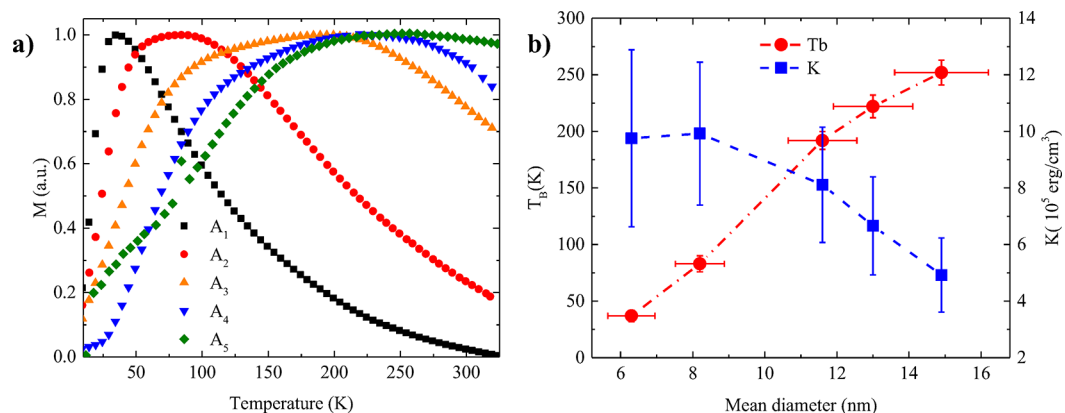 a)
M (a.u.)
1.0
0.8
0.6
0.4
0.2
0.0
A1
A2
A3
A4
A5
50 100 150 200 250 300
Temperature (K)
b)
TB(K)
300
250
200
150
100
50
0
Tb
K
14
12
10
8
6
4
2
K( 10^5 erg/cm^3)
6 8 10 12 14 16
Mean diameter (nm)